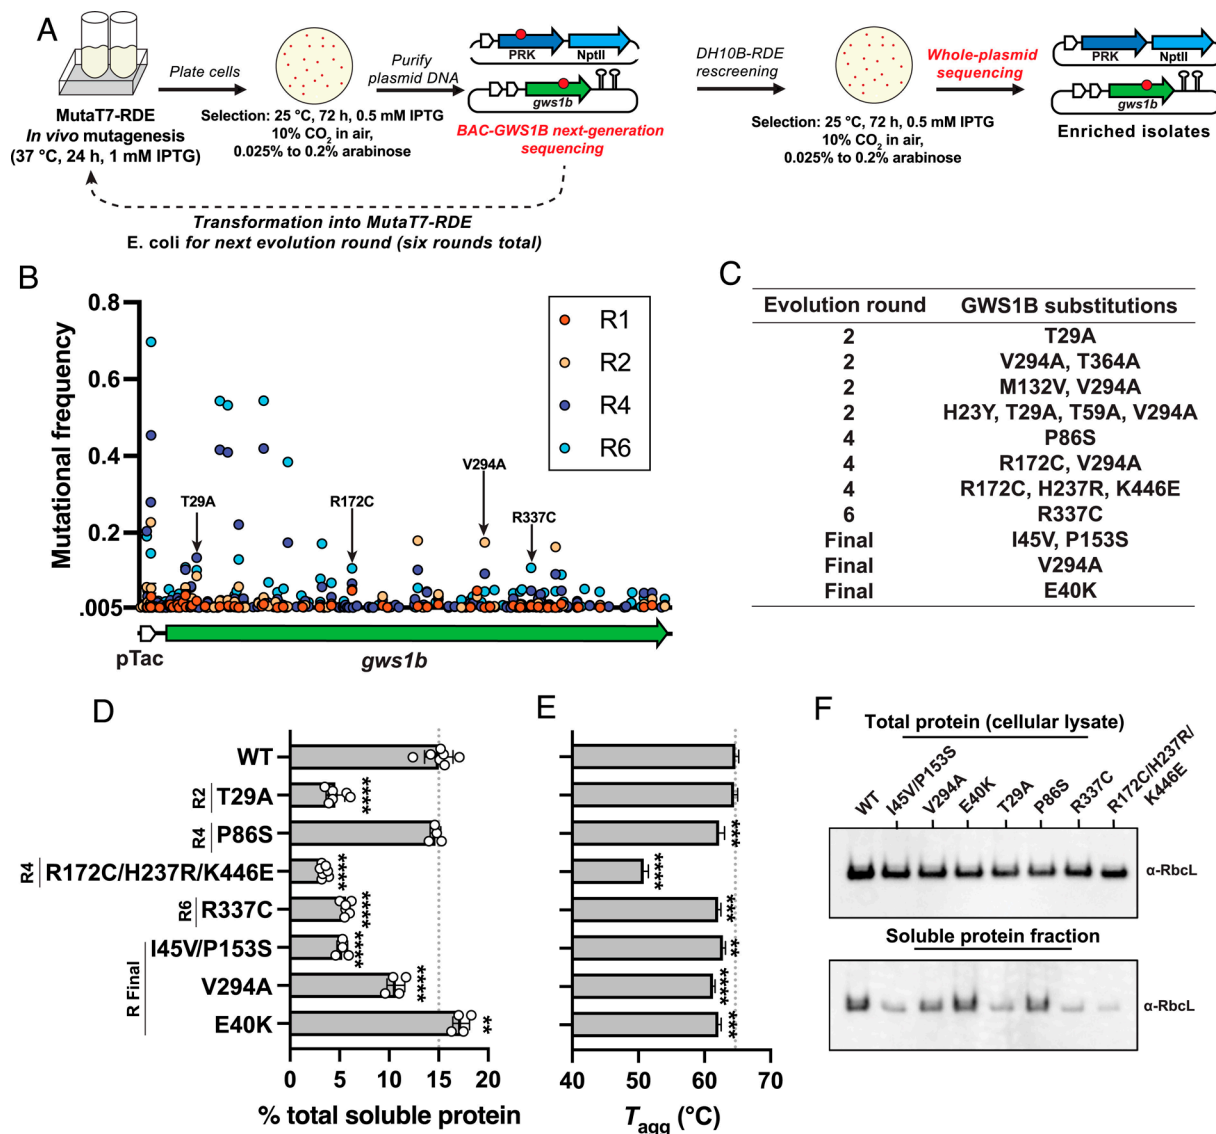 A
MutaT7-RDE
In vivo mutagenesis
(37 °C, 24 h, 1 mM IPTG)
Plate cells
Selection: 25 °C, 72 h, 0.5 mM IPTG
10% CO2 in air,
0.025% to 0.2% arabinose
Purify
plasmid DNA
PRK
NptII
gws1b
BAC-GWS1B next-generation
sequencing
DH10B-RDE
rescreening
Selection: 25 °C, 72 h, 0.5 mM IPTG
10% CO2 in air,
0.025% to 0.2% arabinose
Whole-plasmid
sequencing
PRK
NptII
gws1b
Enriched isolates
Transformation into MutaT7-RDE
E. coli for next evolution round (six rounds total)
B
Mutational frequency
0.8
0.6
0.4
0.2
.005
T29A
R172C
V294A
R337C
R1
R2
R4
R6
pTac
gws1b
C
Evolution round GWS1B substitutions
2 T29A
2 V294A, T364A
2 M132V, V294A
2 H23Y, T29A, T59A, V294A
4 P86S
4 R172C, V294A
4 R172C, H237R, K446E
6 R337C
Final I45V, P153S
Final V294A
Final E40K
D
WT
R2 T29A ****
R4 P86S
R4 R172C/H237R/K446E ****
R6 R337C ****
R Final
I45V/P153S ****
V294A ****
E40K **
0 5 10 15 20
% total soluble protein
E
***
****
***
**
****
***
40 50 60 70
Tagg (°C)
F
Total protein (cellular lysate)
WT
I45V/P153S
V294A
E40K
T29A
P86S
R337C
R172C/H237R/
K446E
α-RbcL
Soluble protein fraction
α-RbcL